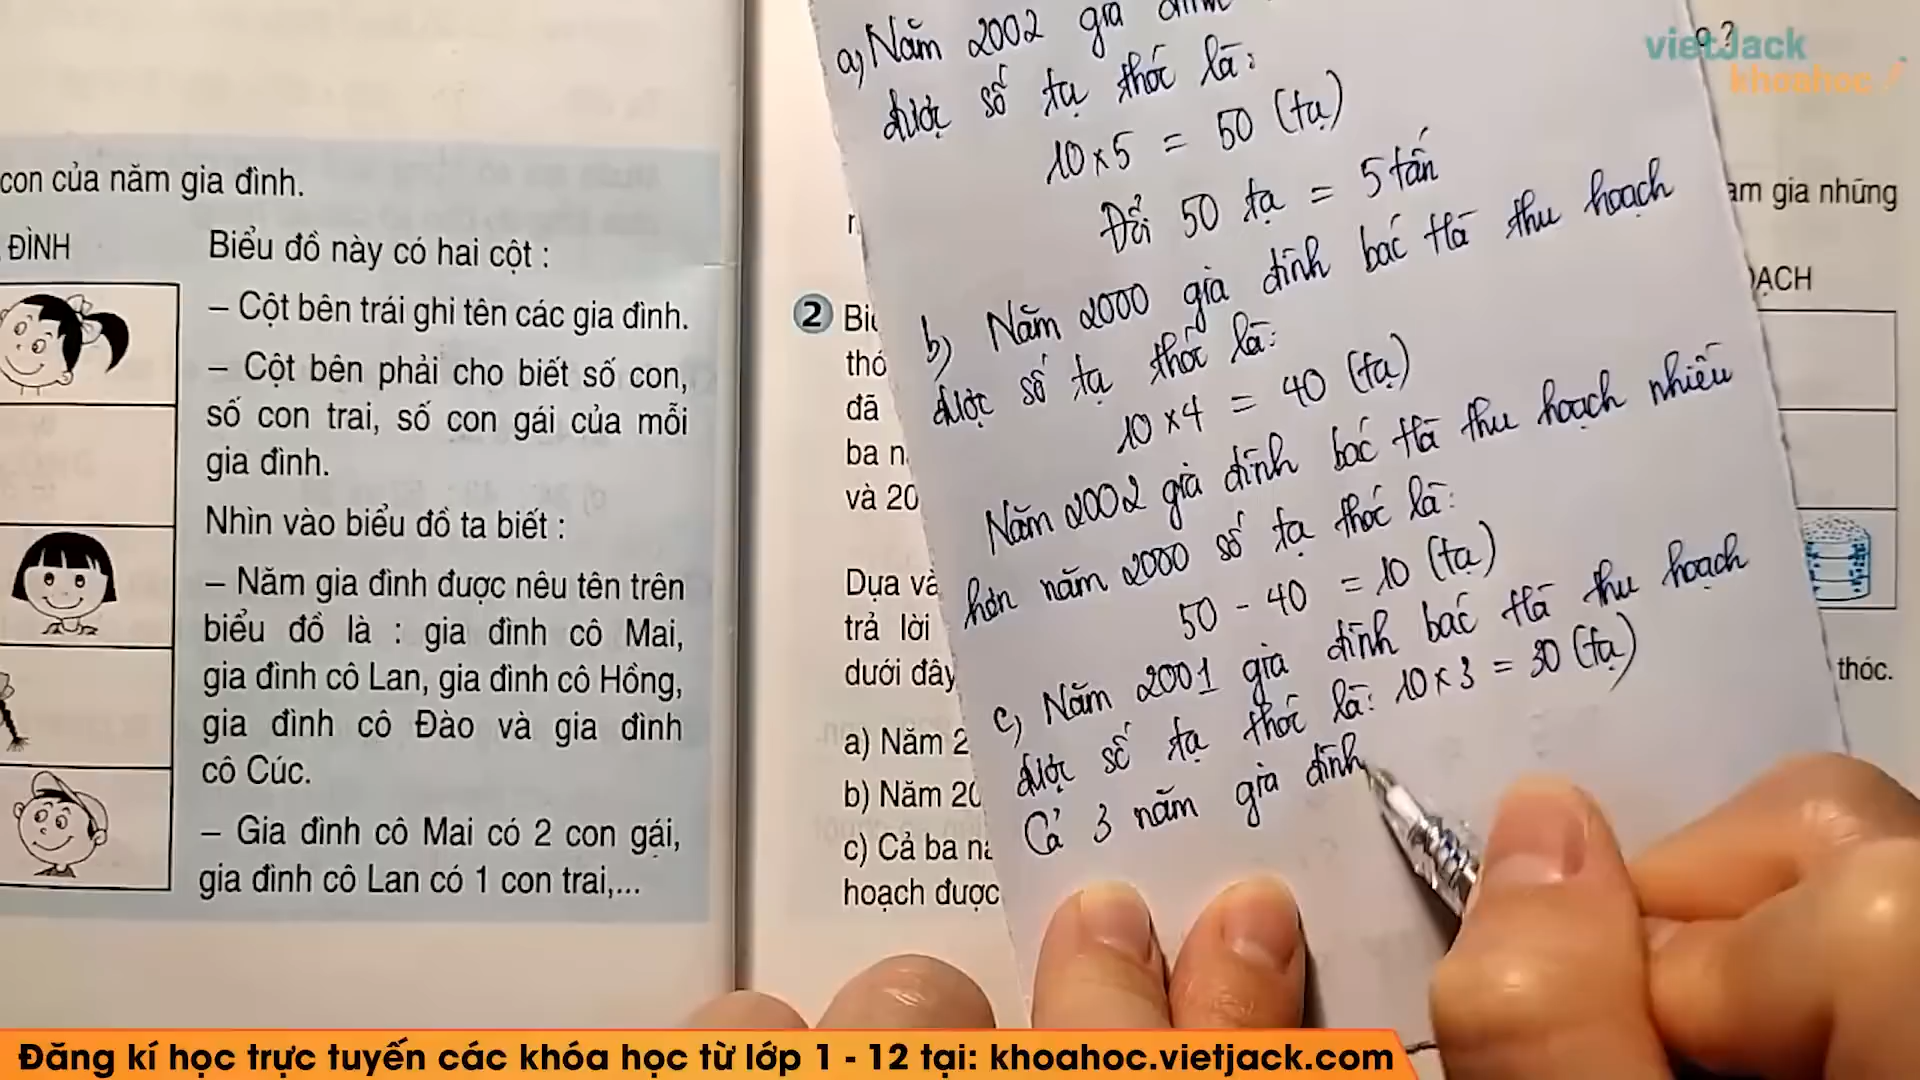 con của năm gia đình.
ĐÌNH
Biểu đồ này có hai cột :
– Cột bên trái ghi tên các gia đình.
– Cột bên phải cho biết số con,
số con trai, số con gái của mỗi
gia đình.
Nhìn vào biểu đồ ta biết :
– Năm gia đình được nêu tên trên
biểu đồ là : gia đình cô Mai,
gia đình cô Lan, gia đình cô Hồng,
gia đình cô Đào và gia đình
cô Cúc.
– Gia đình cô Mai có 2 con gái,
gia đình cô Lan có 1 con trai,...
2
thó
đã
ba n
và 20
Dựa và
trả lời
dưới đây
a) Năm 2
b) Năm 20
c) Cả ba
hoạch được
a) Năm 2002 gia đình
được số tạ thóc là:
10 × 5 = 50 (tạ)
Đổi 50 tạ = 5 tấn
b) Năm 2000 gia đình bác Hà thu hoạch
được số tạ thóc là:
10 × 4 = 40 (tạ)
Năm 2002 gia đình bác Hà thu hoạch nhiều
hơn năm 2000 số tạ thóc là:
50 - 40 = 10 (tạ)
c) Năm 2001 gia đình bác Hà thu hoạch
được số tạ thóc là: 10 × 3 = 30 (tạ)
Cả 3 năm gia đình
vietJack
khoahoc
am gia những
OẠCH
thóc.
Đăng kí học trực tuyến các khóa học từ lớp 1 - 12 tại: khoahoc.vietjack.com